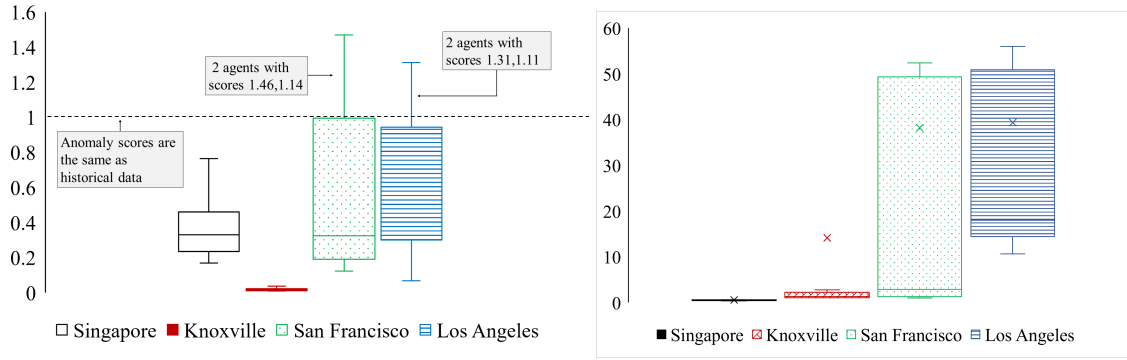 1.6
1.4
1.2
1
0.8
0.6
0.4
0.2
0
2 agents with
scores 1.46,1.14
2 agents with
scores 1.31,1.11
Anomaly scores are
the same as
historical data
Singapore Knoxville San Francisco Los Angeles
60
50
40
30
20
10
0
Singapore Knoxville San Francisco Los Angeles